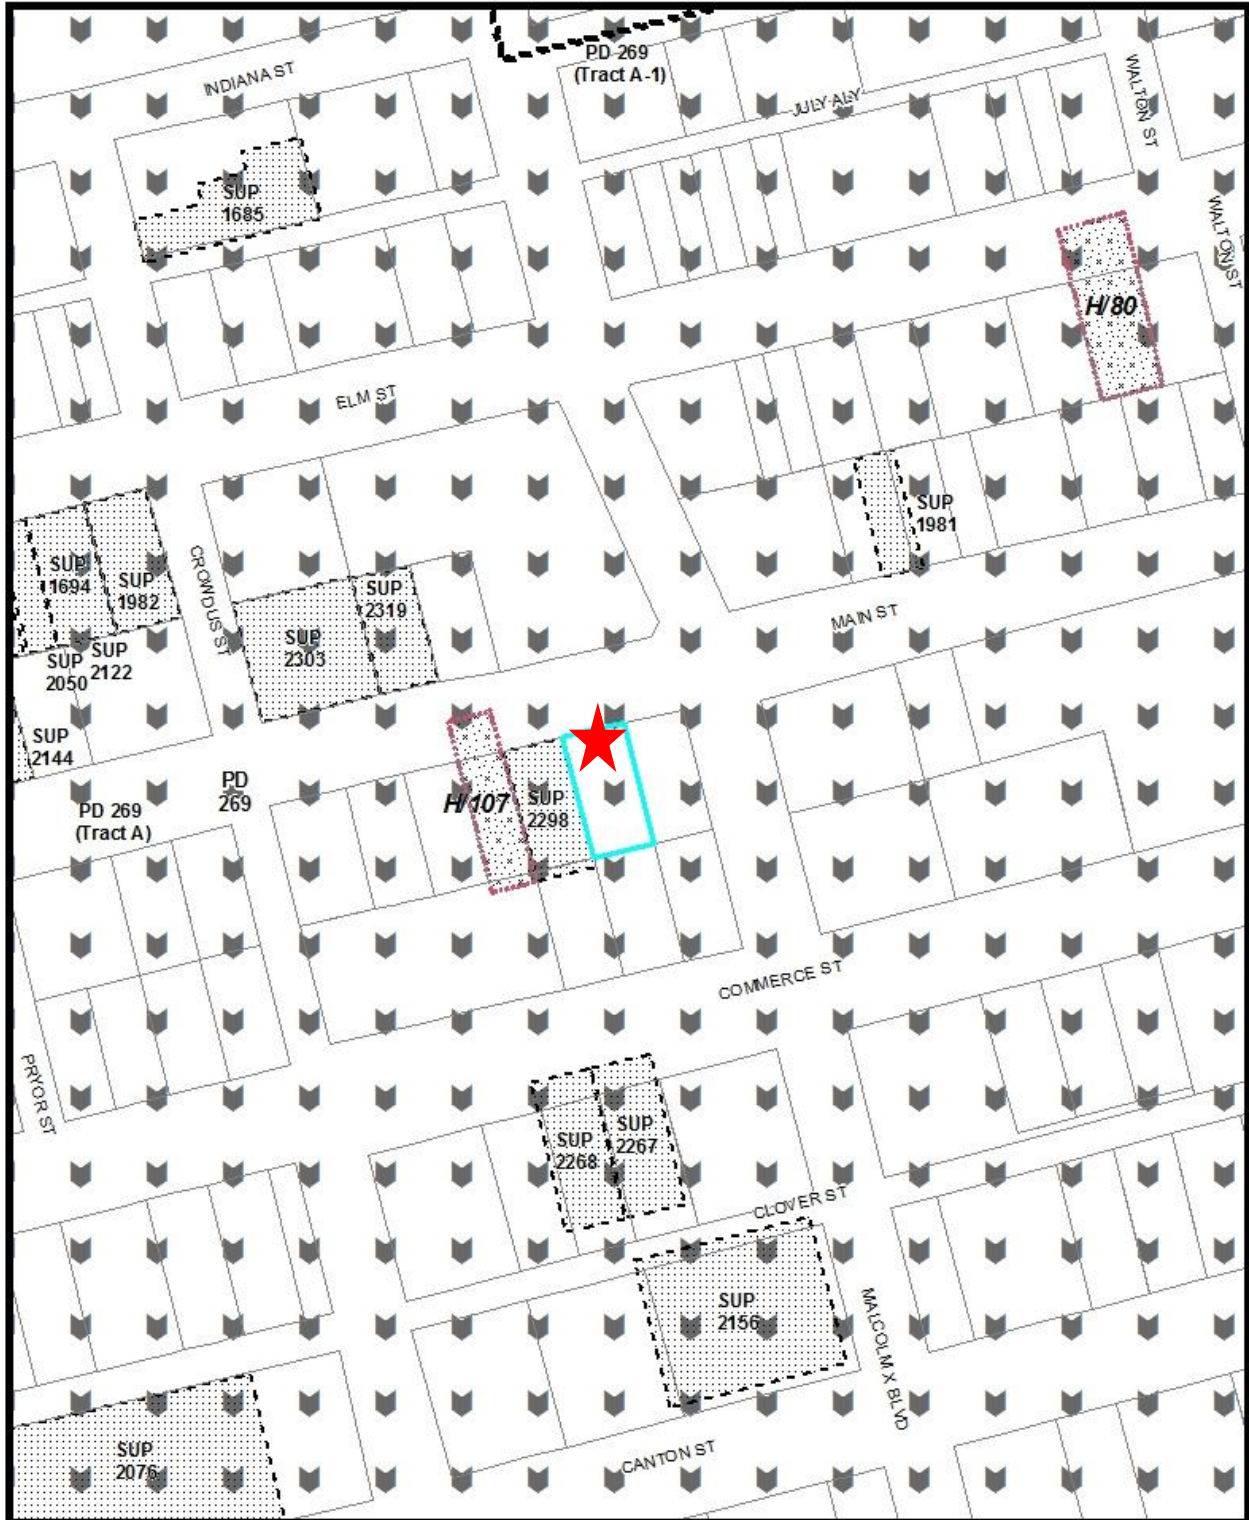 PD 269
(Tract A-1)
INDIANA ST
WALTON ST
JULY ALY
SUP
1685
WALTON ST
H/80
ELM ST
SUP
1981
SUP
1694
SUP
1982
CROWDUS ST
SUP
2319
MAIN ST
SUP
2303
SUP
2050
SUP
2122
SUP
2144
PD
269
PD 269
(Tract A)
H/107
SUP
2298
COMMERCE ST
PRYOR ST
SUP
2268
SUP
2267
CLOVER ST
SUP
2156
MALCOLM X BLVD
SUP
2076
CANTON ST